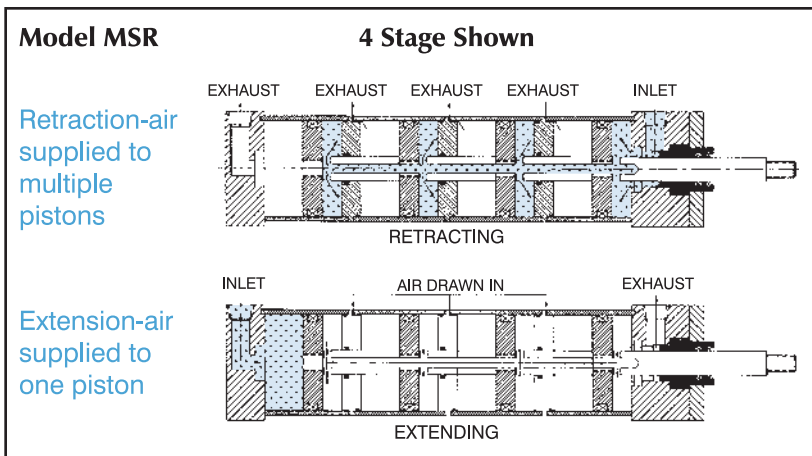 Model MSR
4 Stage Shown
EXHAUST EXHAUST EXHAUST EXHAUST INLET
Retraction-air
supplied to
multiple
pistons
RETRACTING
INLET AIR DRAWN IN EXHAUST
Extension-air
supplied to
one piston
EXTENDING